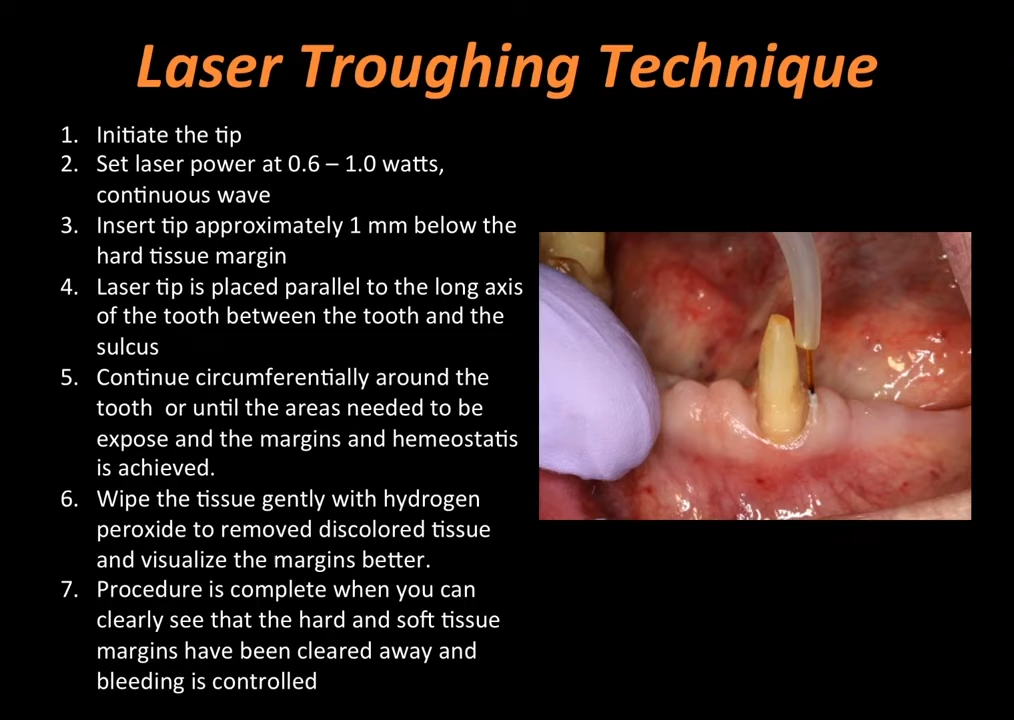 Laser Troughing Technique
1. Initiate the tip
2. Set laser power at 0.6 – 1.0 watts,
continuous wave
3. Insert tip approximately 1 mm below the
hard tissue margin
4. Laser tip is placed parallel to the long axis
of the tooth between the tooth and the
sulcus
5. Continue circumferentially around the
tooth  or until the areas needed to be
expose and the margins and hemeostatis
is achieved.
6. Wipe the tissue gently with hydrogen
peroxide to removed discolored tissue
and visualize the margins better.
7. Procedure is complete when you can
clearly see that the hard and soft tissue
margins have been cleared away and
bleeding is controlled